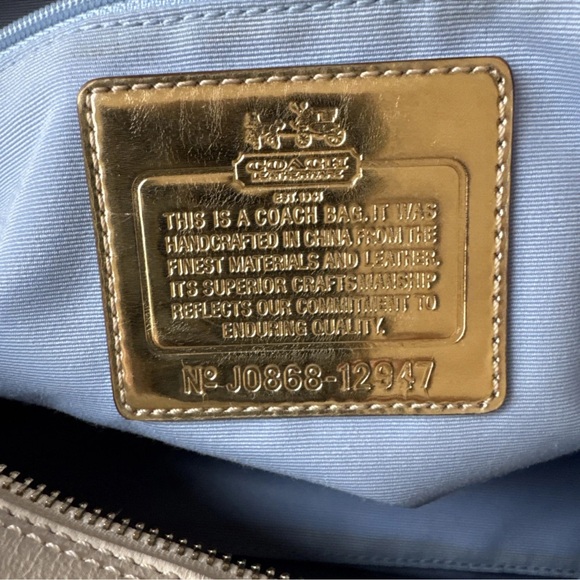 COACH
EST. 1941
THIS IS A COACH BAG. IT WAS
HANDCRAFTED IN CHINA FROM THE
FINEST MATERIALS AND LEATHER.
ITS SUPERIOR CRAFTSMANSHIP
REFLECTS OUR COMMITMENT TO
ENDURING QUALITY.
Nº J0868-12947